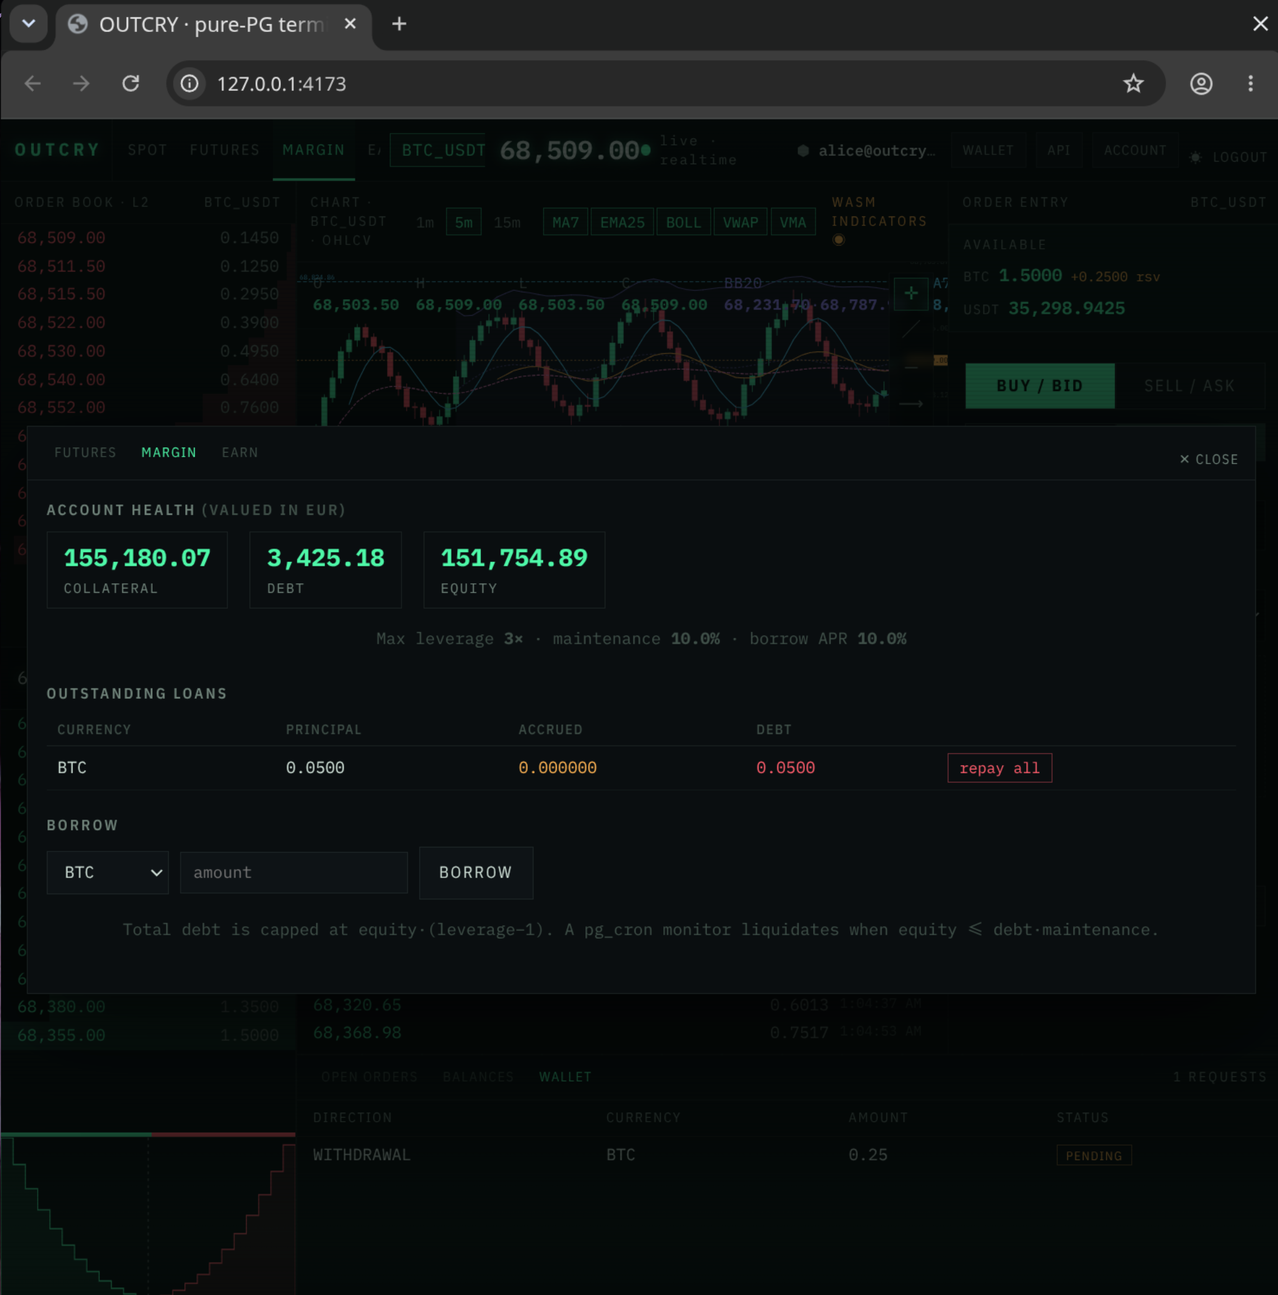 OUTCRY · pure-PG term
127.0.0.1:4173
OUTCRY SPOT FUTURES MARGIN BTC_USDT 68,509.00 live · realtime alice@outcry… WALLET API ACCOUNT LOGOUT
ORDER BOOK · L2 BTC_USDT
68,509.00 0.1450
68,511.50 0.1250
68,515.50 0.2950
68,522.00 0.3900
68,530.00 0.4950
68,540.00 0.6400
68,552.00 0.7600
CHART · BTC_USDT · OHLCV
1m 5m 15m MA7 EMA25 BOLL VWAP VMA
WASM INDICATORS
H L C BB20
68,503.50 68,509.00 68,503.50 68,509.00
ORDER ENTRY BTC_USDT
AVAILABLE
BTC 1.5000 +0.2500 rsv
USDT 35,298.9425
BUY / BID SELL / ASK
FUTURES MARGIN EARN × CLOSE
ACCOUNT HEALTH (VALUED IN EUR)
155,180.07 3,425.18 151,754.89
COLLATERAL DEBT EQUITY
Max leverage 3× · maintenance 10.0% · borrow APR 10.0%
OUTSTANDING LOANS
CURRENCY PRINCIPAL ACCRUED DEBT
BTC 0.0500 0.000000 0.0500 repay all
BORROW
BTC amount BORROW
Total debt is capped at equity·(leverage−1). A pg_cron monitor liquidates when equity ≤ debt·maintenance.
68,380.00 1.3500
68,355.00 1.5000
68,320.65 0.6013 1:04:37 AM
68,368.98 0.7517 1:04:53 AM
OPEN ORDERS BALANCES WALLET 1 REQUESTS
DIRECTION CURRENCY AMOUNT STATUS
WITHDRAWAL BTC 0.25 PENDING